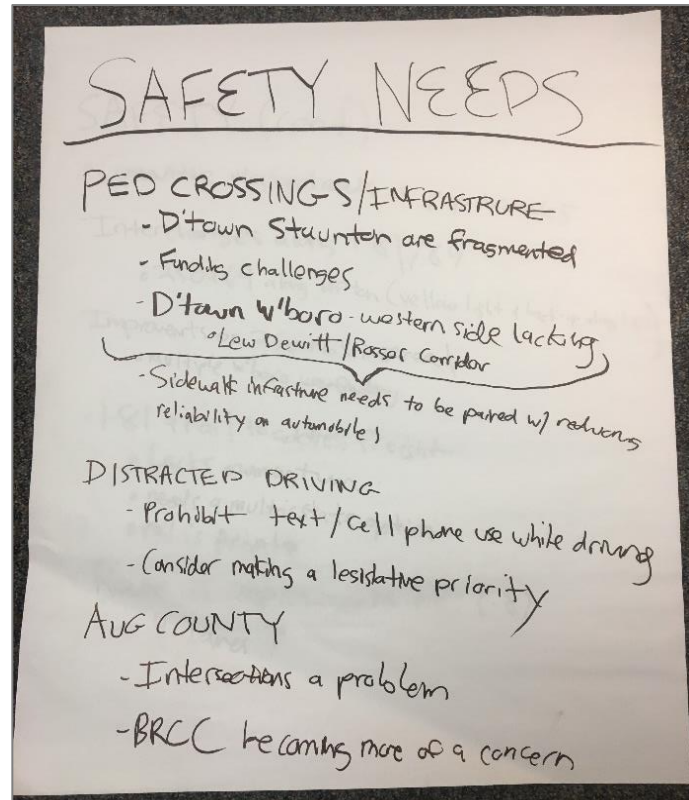 SAFETY NEEDS
PED CROSSINGS/INFRASTRURE
- D'town Staunton are fragmented
- Funding challenges
- D'town W'boro - western side lacking
• Lew Dewitt/Rosser Corridor
- Sidewalk infrasture needs to be paired w/ reducing
reliability on automobiles
DISTRACTED DRIVING
- Prohibit text/cell phone use while driving
- Consider making a legislative priority
AUG COUNTY
- Intersections a problem
- BRCC becoming more of a concern